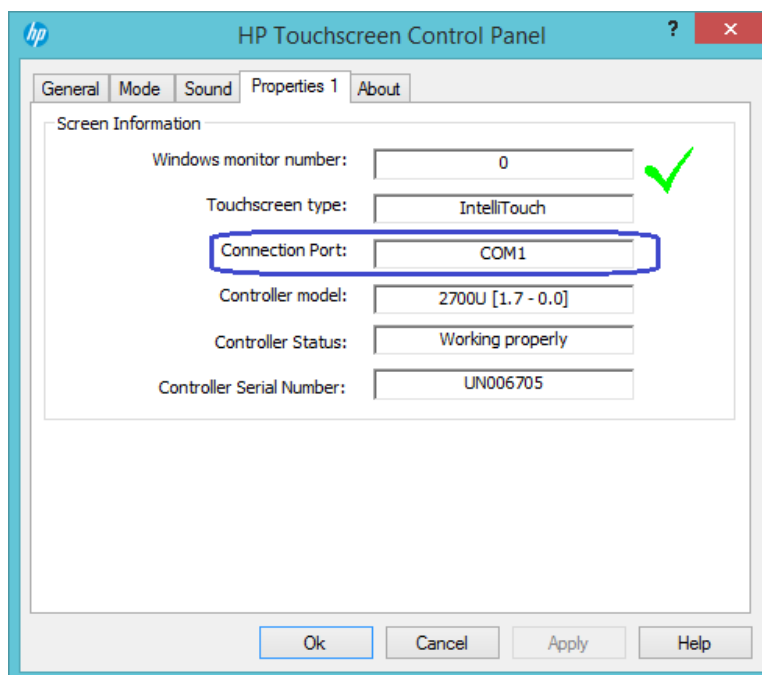 hp HP Touchscreen Control Panel ? ×
General Mode Sound Properties 1 About
Screen Information
Windows monitor number: 0
Touchscreen type: IntelliTouch
Connection Port: COM1
Controller model: 2700U [1.7 - 0.0]
Controller Status: Working properly
Controller Serial Number: UN006705
Ok Cancel Apply Help